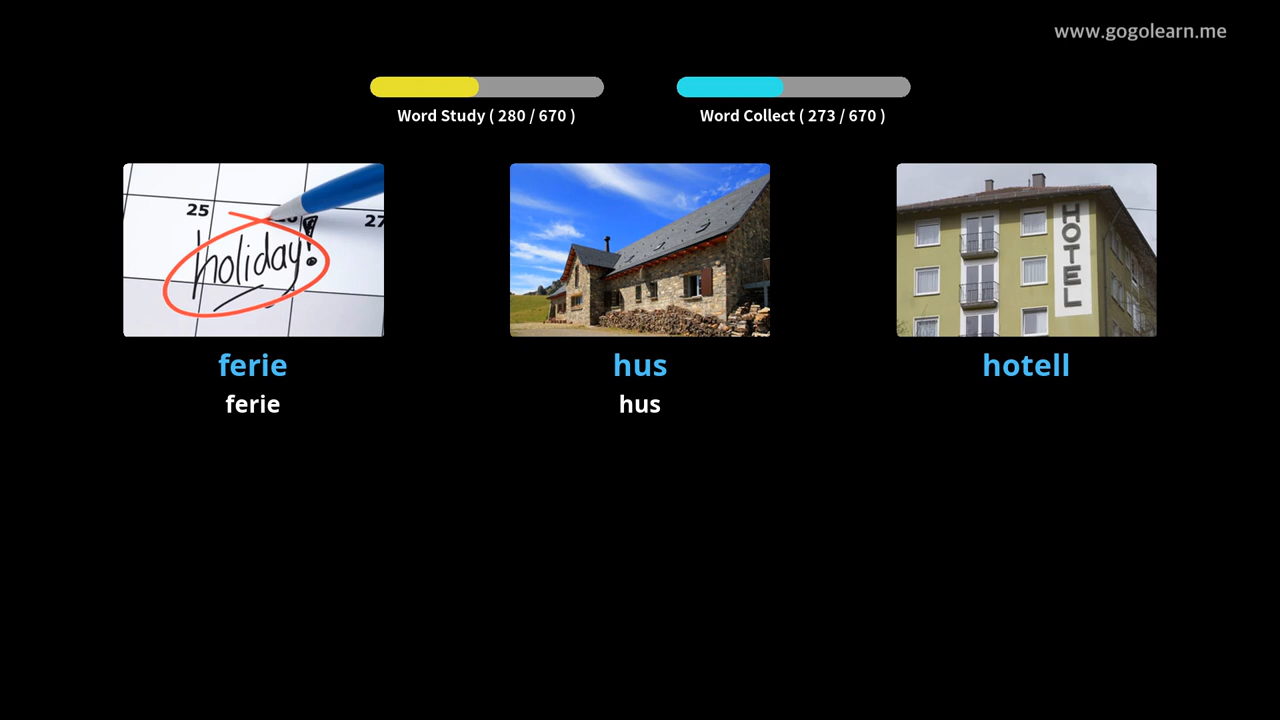 www.gogolearn.me
Word Study ( 280 / 670 )
Word Collect ( 273 / 670 )
25
27
holiday!
HOTEL
ferie
hus
hotell
ferie
hus